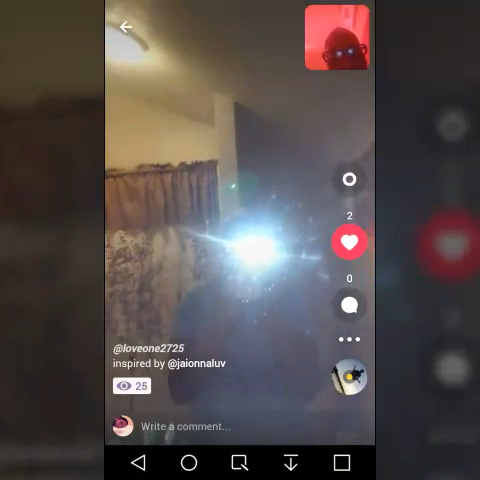 2
0
@loveone2725
inspired by @jaionnaluv
25
Write a comment...